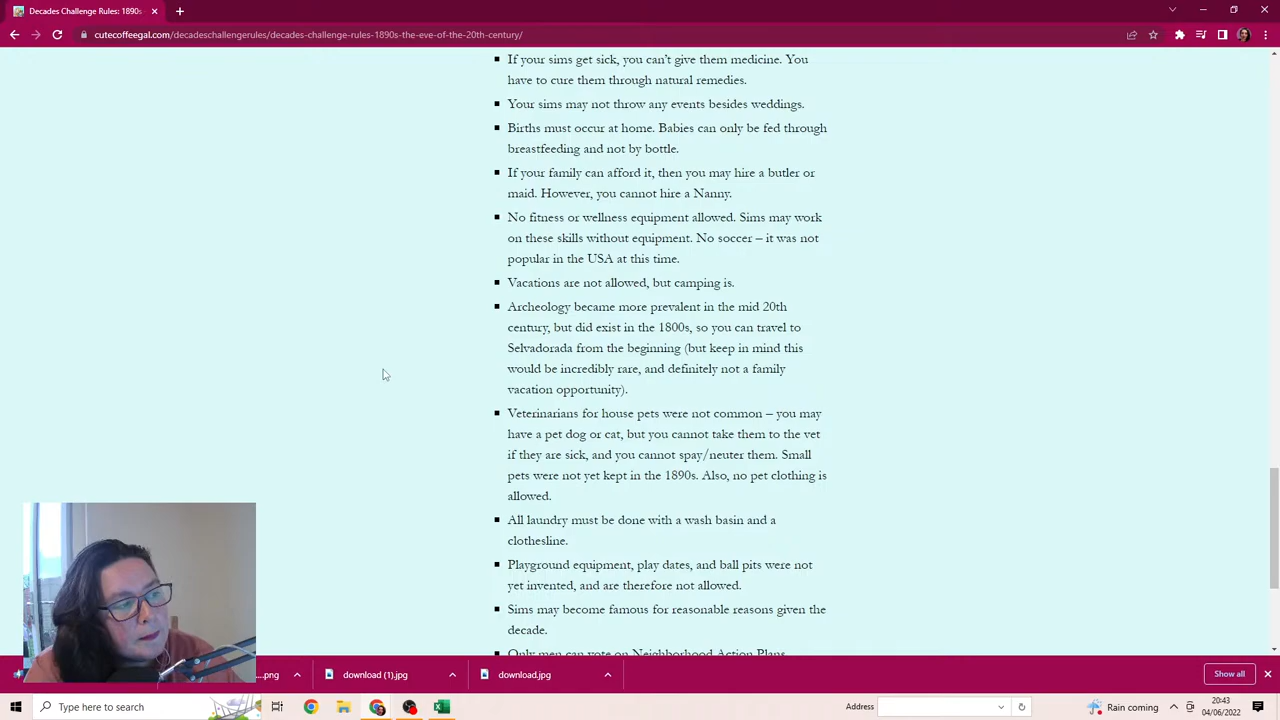 Decades Challenge Rules: 1890s
cutecoffeegal.com/decadeschallengerules/decades-challenge-rules-1890s-the-eve-of-the-20th-century/
If your sims get sick, you can't give them medicine. You
have to cure them through natural remedies.
Your sims may not throw any events besides weddings.
Births must occur at home. Babies can only be fed through
breastfeeding and not by bottle.
If your family can afford it, then you may hire a butler or
maid. However, you cannot hire a Nanny.
No fitness or wellness equipment allowed. Sims may work
on these skills without equipment. No soccer – it was not
popular in the USA at this time.
Vacations are not allowed, but camping is.
Archeology became more prevalent in the mid 20th
century, but did exist in the 1800s, so you can travel to
Selvadorada from the beginning (but keep in mind this
would be incredibly rare, and definitely not a family
vacation opportunity).
Veterinarians for house pets were not common – you may
have a pet dog or cat, but you cannot take them to the vet
if they are sick, and you cannot spay/neuter them. Small
pets were not yet kept in the 1890s. Also, no pet clothing is
allowed.
All laundry must be done with a wash basin and a
clothesline.
Playground equipment, play dates, and ball pits were not
yet invented, and are therefore not allowed.
Sims may become famous for reasonable reasons given the
decade.
Only men can vote on Neighborhood Action Plans
....png
download (1).jpg
download.jpg
Show all
Type here to search
Address
Rain coming
20:43
04/06/2022